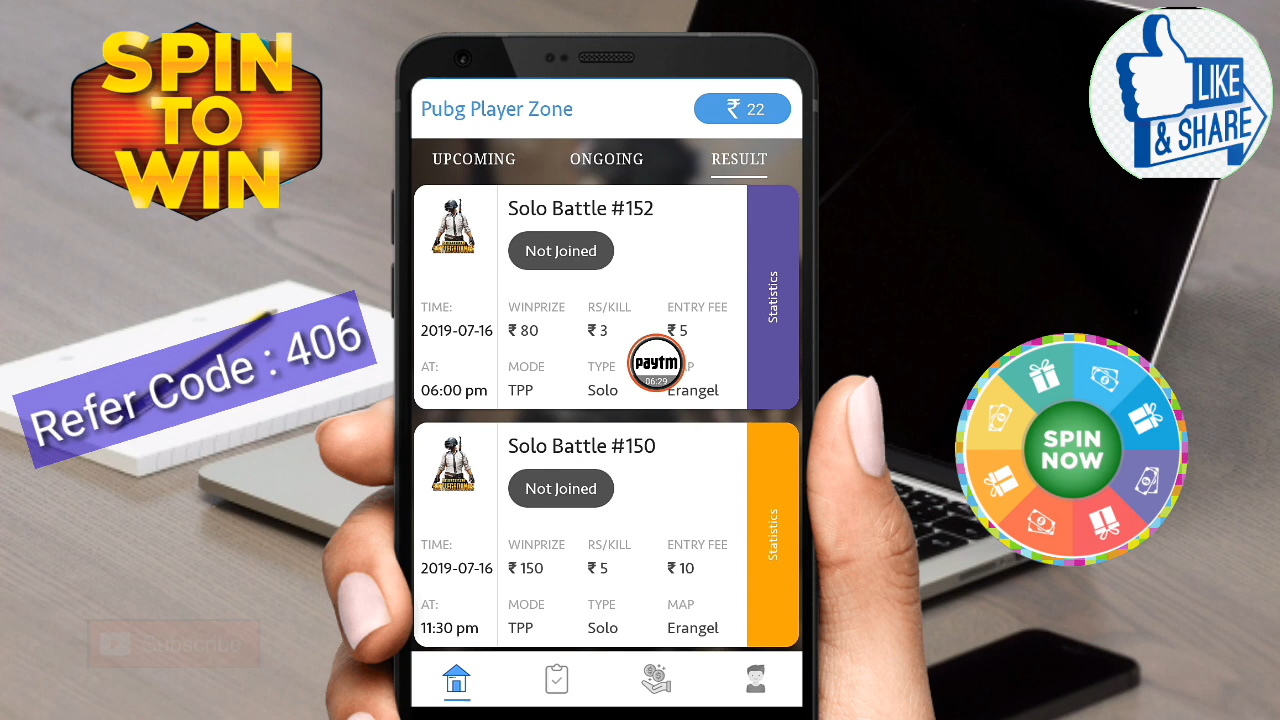 SPIN
TO
WIN
LIKE
& SHARE
Pubg Player Zone
₹ 22
UPCOMING ONGOING RESULT
Solo Battle #152
Not Joined
TIME: WINPRIZE RS/KILL ENTRY FEE
2019-07-16 ₹ 80 ₹ 3 ₹ 5
AT: MODE TYPE P
06:00 pm TPP Solo Erangel
Statistics
paytm
06:29
Refer Code : 406
Solo Battle #150
Not Joined
TIME: WINPRIZE RS/KILL ENTRY FEE
2019-07-16 ₹ 150 ₹ 5 ₹ 10
AT: MODE TYPE MAP
11:30 pm TPP Solo Erangel
Statistics
SPIN
NOW
Subscribe